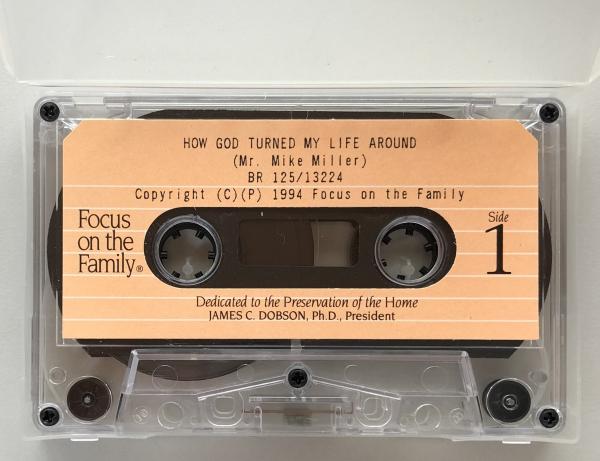 HOW GOD TURNED MY LIFE AROUND
(Mr. Mike Miller)
BR 125/13224
Copyright (C)(P) 1994 Focus on the Family
Focus
on the
Family®
Side
1
Dedicated to the Preservation of the Home
JAMES C. DOBSON, Ph.D., President